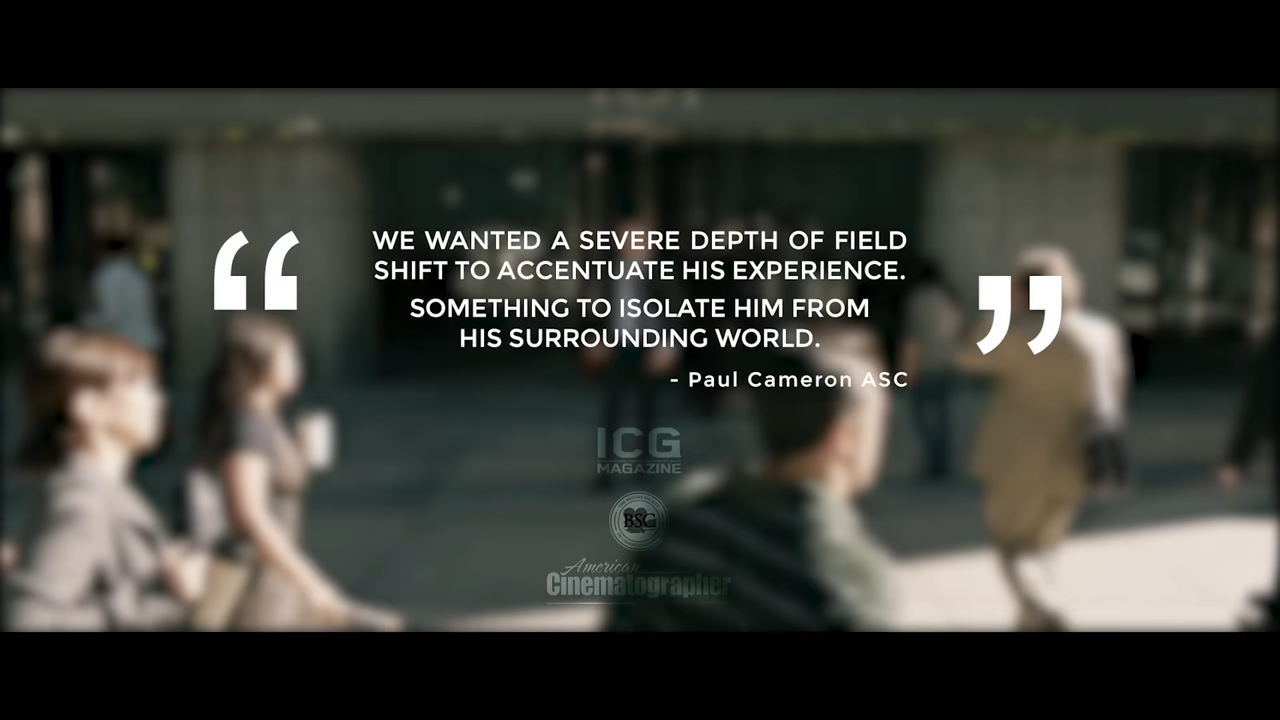 WE WANTED A SEVERE DEPTH OF FIELD
SHIFT TO ACCENTUATE HIS EXPERIENCE.
SOMETHING TO ISOLATE HIM FROM
HIS SURROUNDING WORLD.
- Paul Cameron ASC
ICG
MAGAZINE
BSC
American
Cinematographer